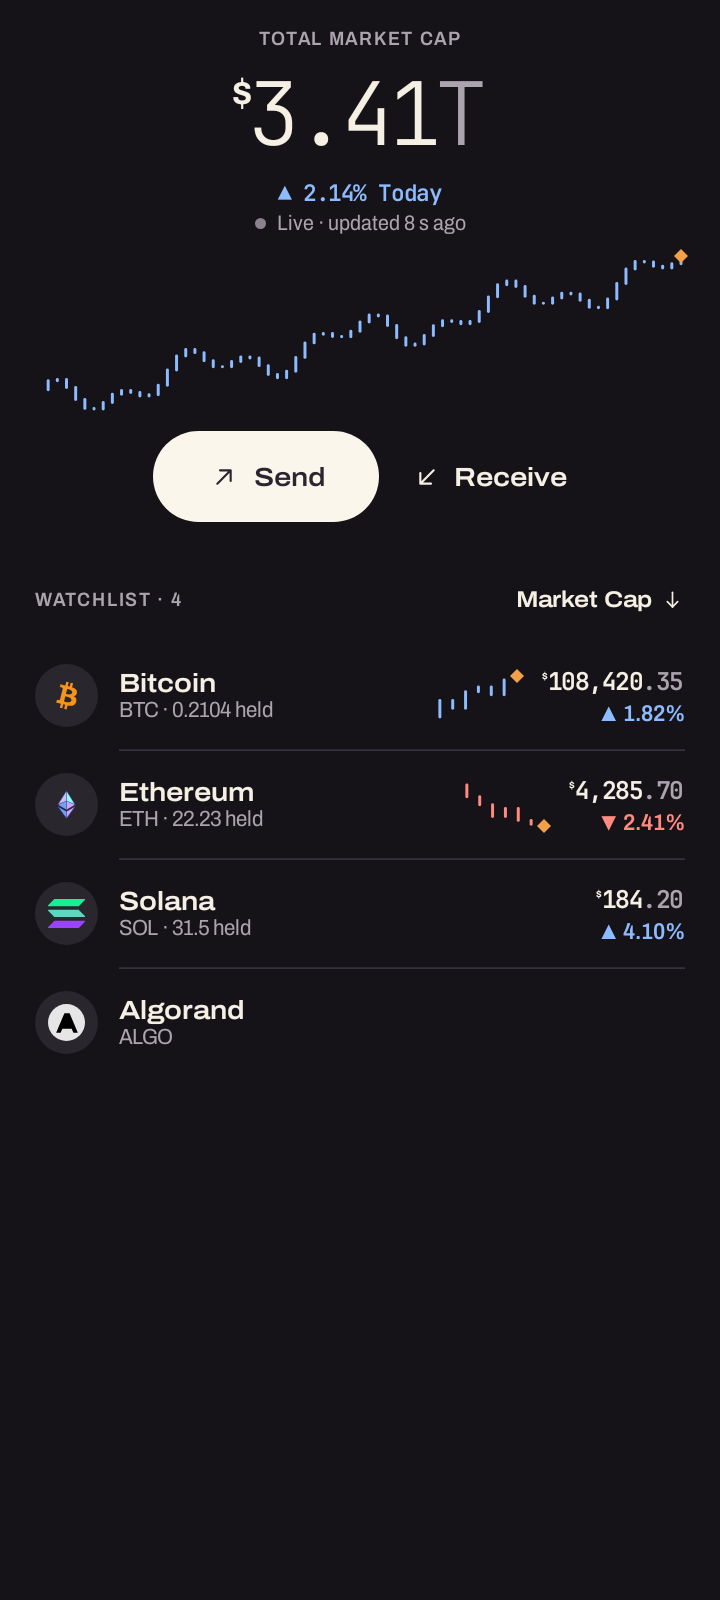 TOTAL MARKET CAP
$3.41T
▲ 2.14% Today
Live · updated 8 s ago
Send
Receive
WATCHLIST · 4
Market Cap ↓
Bitcoin
BTC · 0.2104 held
$108,420.35
▲ 1.82%
Ethereum
ETH · 22.23 held
$4,285.70
▼ 2.41%
Solana
SOL · 31.5 held
$184.20
▲ 4.10%
Algorand
ALGO